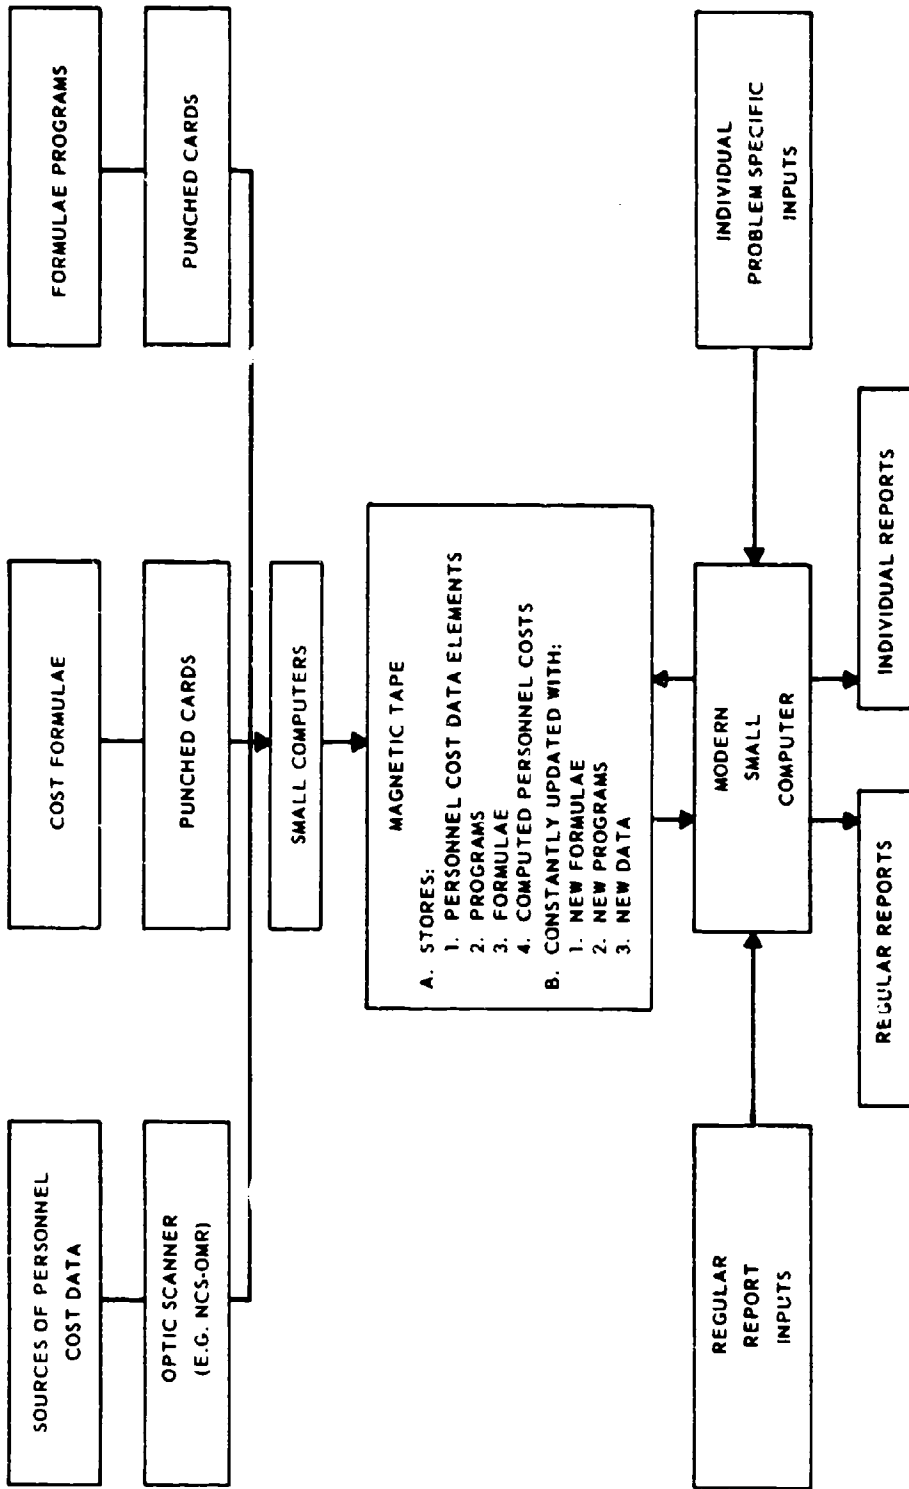 SOURCES OF PERSONNEL
COST DATA
COST FORMULAE
FORMULAE PROGRAMS
OPTIC SCANNER
(E.G. NCS-OMR)
PUNCHED CARDS
PUNCHED CARDS
SMALL COMPUTERS
MAGNETIC TAPE
A. STORES:
1. PERSONNEL COST DATA ELEMENTS
2. PROGRAMS
3. FORMULAE
4. COMPUTED PERSONNEL COSTS
B. CONSTANTLY UPDATED WITH:
1. NEW FORMULAE
2. NEW PROGRAMS
3. NEW DATA
REGULAR
REPORT
INPUTS
MODERN
SMALL
COMPUTER
INDIVIDUAL
PROBLEM SPECIFIC
INPUTS
REGULAR REPORTS
INDIVIDUAL REPORTS